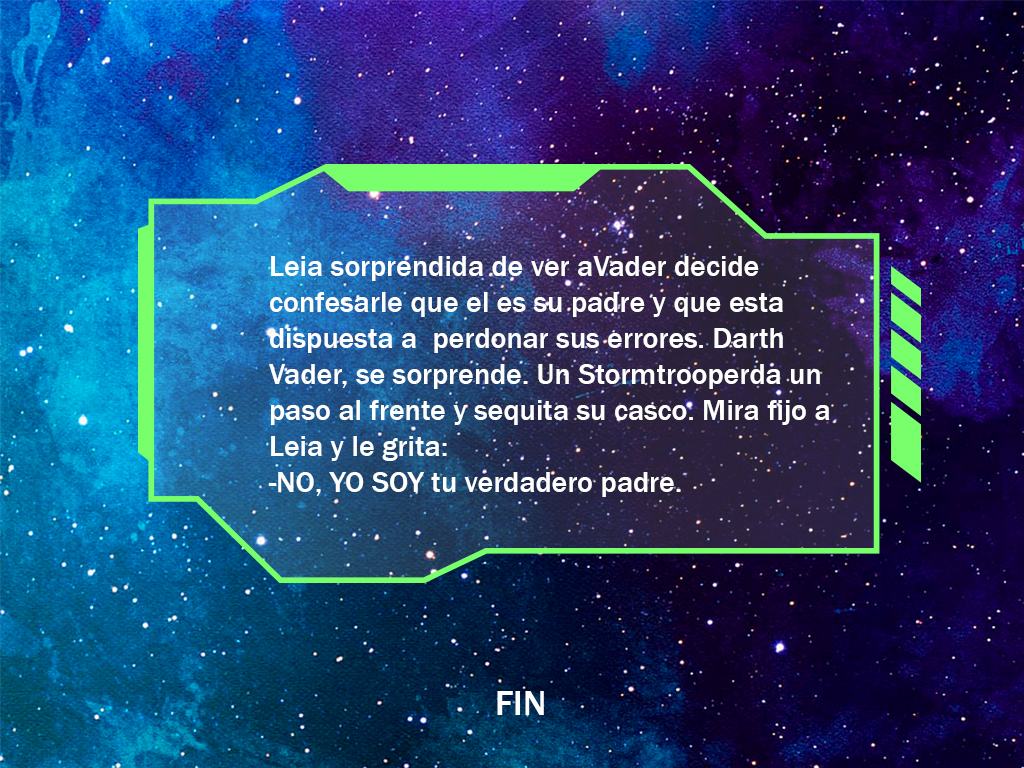 Leia sorprendida de ver aVader decide
confesarle que el es su padre y que esta
dispuesta a  perdonar sus errores. Darth
Vader, se sorprende. Un Stormtrooperda un
paso al frente y sequita su casco. Mira fijo a
Leia y le grita:
-NO, YO SOY tu verdadero padre.
FIN